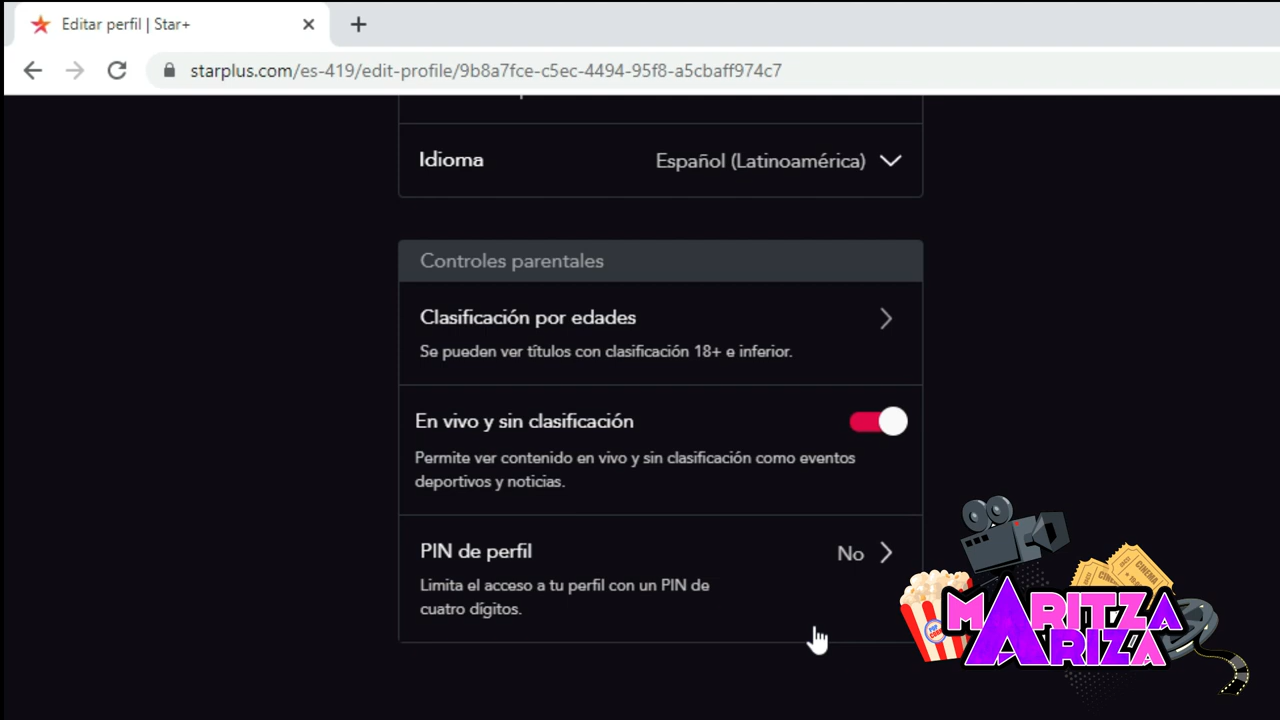 Editar perfil | Star+
starplus.com/es-419/edit-profile/9b8a7fce-c5ec-4494-95f8-a5cbaff974c7
Idioma
Español (Latinoamérica)
Controles parentales
Clasificación por edades
Se pueden ver títulos con clasificación 18+ e inferior.
En vivo y sin clasificación
Permite ver contenido en vivo y sin clasificación como eventos
deportivos y noticias.
PIN de perfil
No
Limita el acceso a tu perfil con un PIN de
cuatro dígitos.
CINEMA
POP
CORN
MARITZA
ARIZA